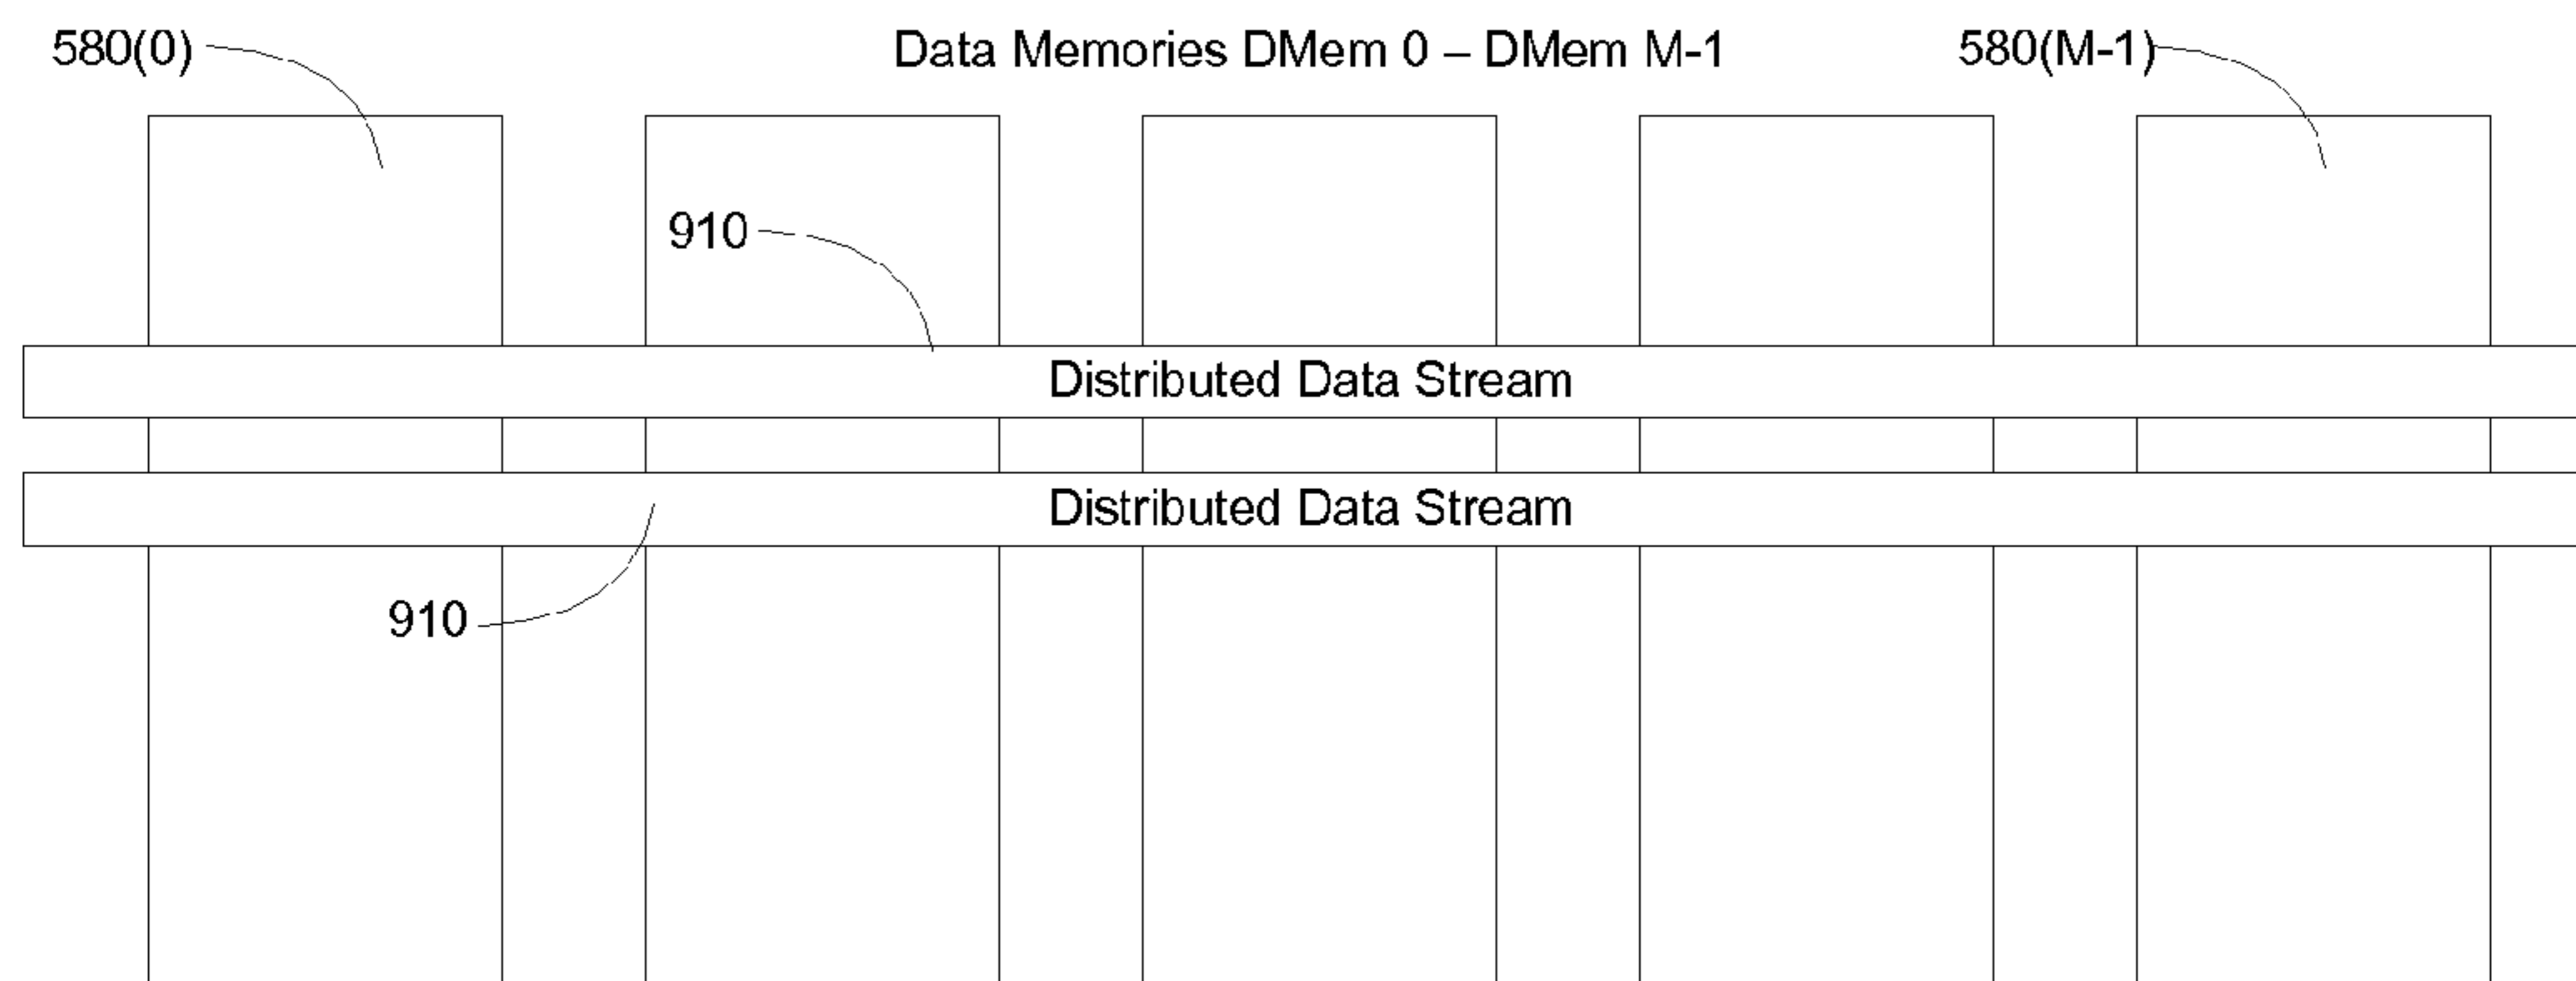 580(0)
Data Memories DMem 0 – DMem M-1
580(M-1)
910
Distributed Data Stream
Distributed Data Stream
910